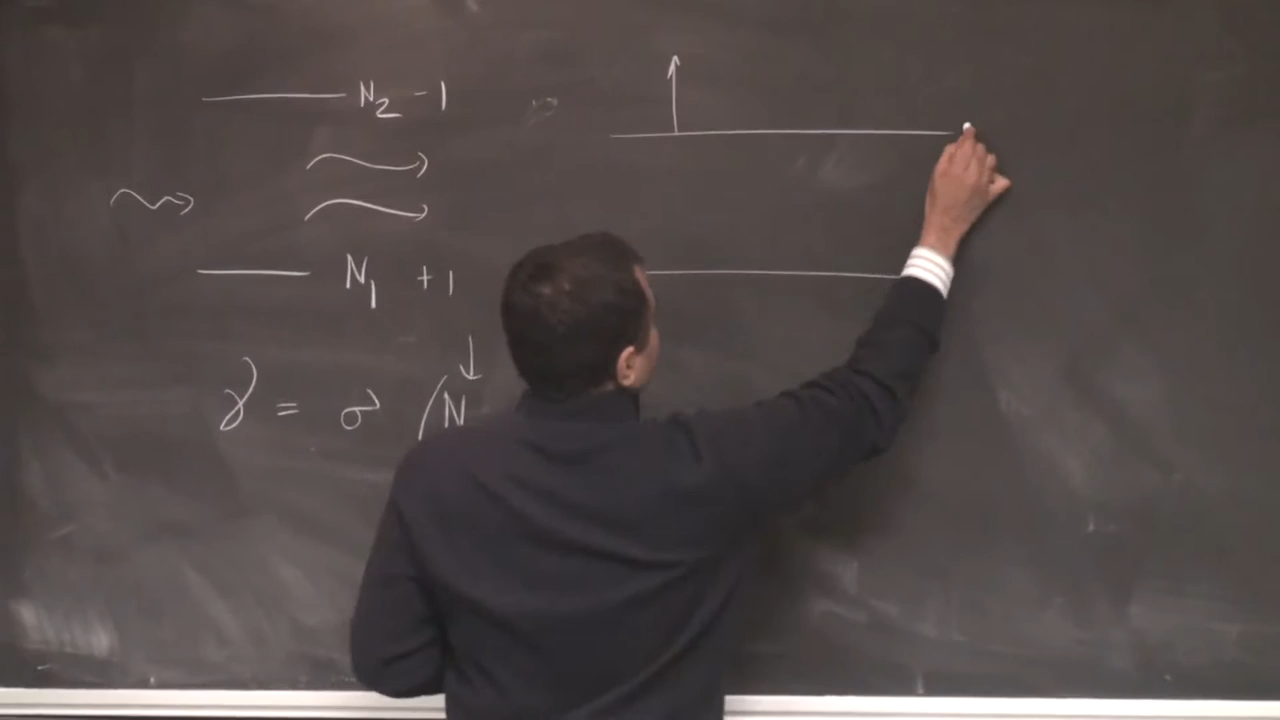 N₂ - 1
N₁ + 1
γ = σ (N